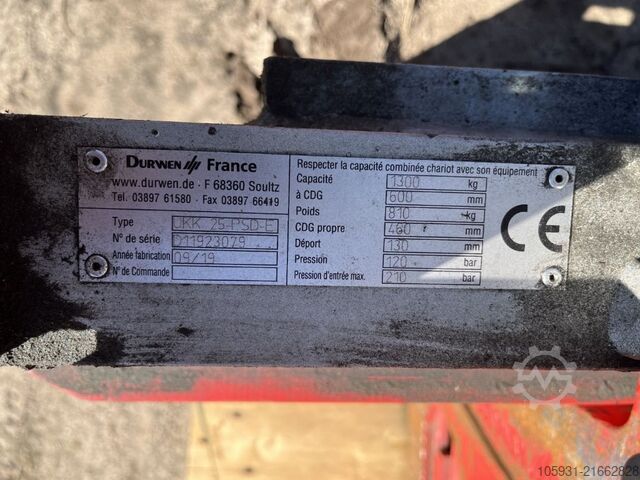 DURWEN France
www.durwen.de · F 68360 Soultz
Tel. 03897 61580 · Fax 03897 66419
Type 25-PSD-E
N° de série D11923079
Année fabrication 09/19
N° de Commande
Respecter la capacité combinée chariot avec son équipement
Capacité 1300 kg
à CDG 600 mm
Poids 810 kg
CDG propre 460 mm
Déport 130 mm
Pression 120 bar
Pression d'entrée max. 210 bar
CE
105931-21662828